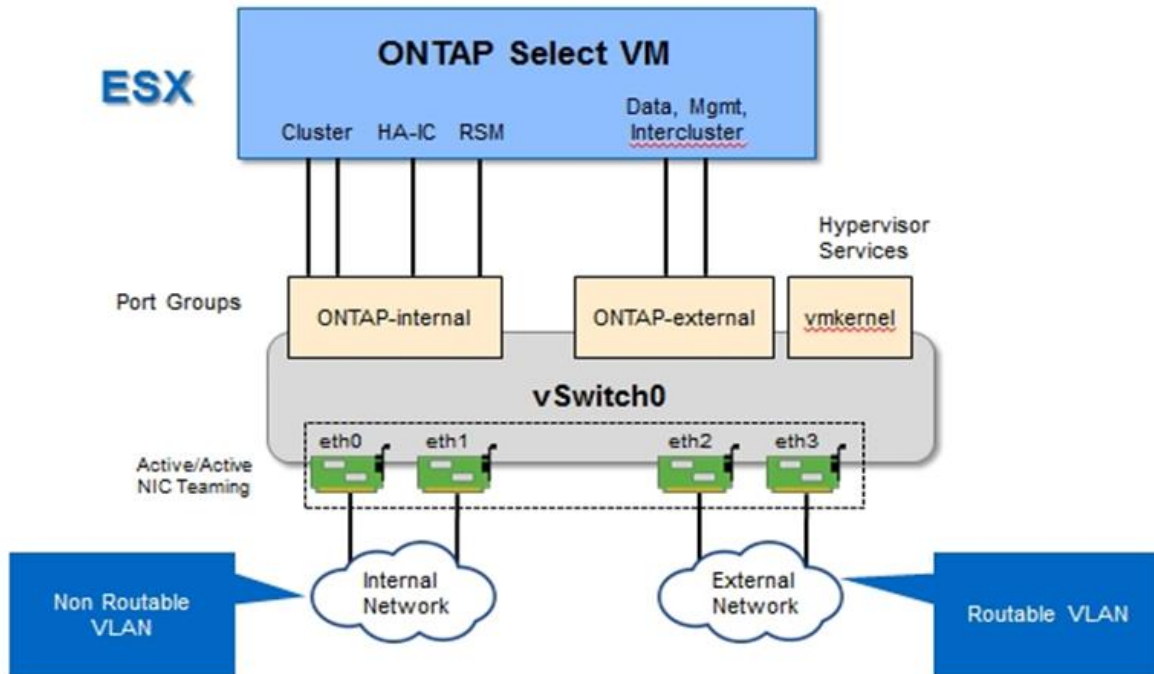 ONTAP Select VM
ESX
Data, Mgmt,
Cluster HA-IC RSM Intercluster
Hypervisor
Services
Port Groups
ONTAP-internal ONTAP-external vmkernel
vSwitch0
eth0 eth1 eth2 eth3
Active/Active
NIC Teaming
Internal
Network
External
Network
Non Routable
VLAN
Routable VLAN